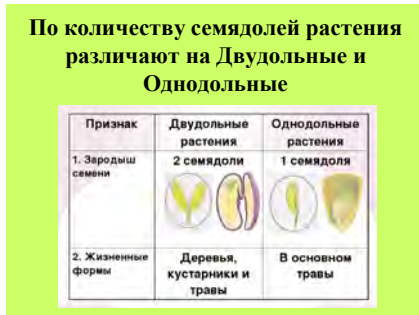 По количеству семядолей растения
различают на Двудольные и
Однодольные
Признак
Двудольные
растения
Однодольные
растения
1. Зародыш
семени
2 семядоли
1 семядоля
2. Жизненные
формы
Деревья,
кустарники и
травы
В основном
травы